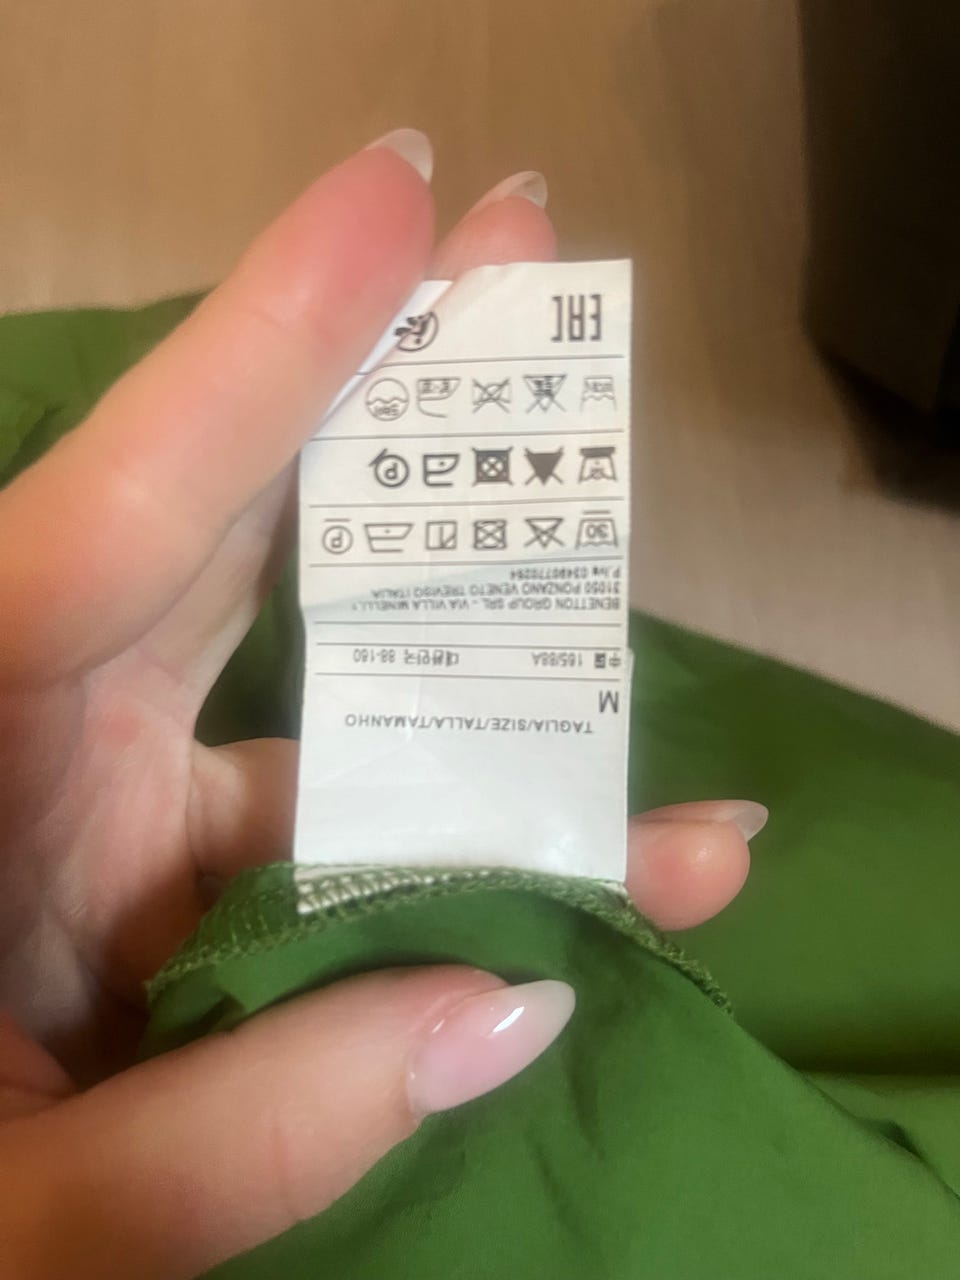 TAGLIA/SIZE/TALLA/TAMANHO
M
中国 165/88A 대한민국 88-160
BENETTON GROUP SRL - VIA VILLA MINELLI, 1
31050 PONZANO VENETO TREVISO ITALIA
P. Iva 03490770264
30 P
P
EAC